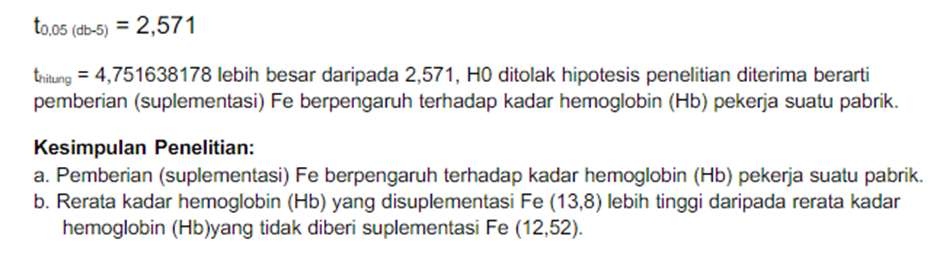 t0,05 (db-5) = 2,571
thitung = 4,751638178 lebih besar daripada 2,571, H0 ditolak hipotesis penelitian diterima berarti
pemberian (suplementasi) Fe berpengaruh terhadap kadar hemoglobin (Hb) pekerja suatu pabrik.
Kesimpulan Penelitian:
a. Pemberian (suplementasi) Fe berpengaruh terhadap kadar hemoglobin (Hb) pekerja suatu pabrik.
b. Rerata kadar hemoglobin (Hb) yang disuplementasi Fe (13,8) lebih tinggi daripada rerata kadar
hemoglobin (Hb)yang tidak diberi suplementasi Fe (12,52).